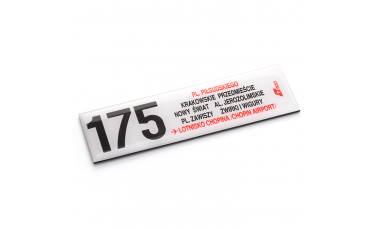 175
PL. PIŁSUDSKIEGO
KRAKOWSKIE PRZEDMIEŚCIE
NOWY ŚWIAT AL. JEROZOLIMSKIE
PL. ZAWISZY ŻWIRKI I WIGURY
✈ LOTNISKO CHOPINA (CHOPIN AIRPORT)